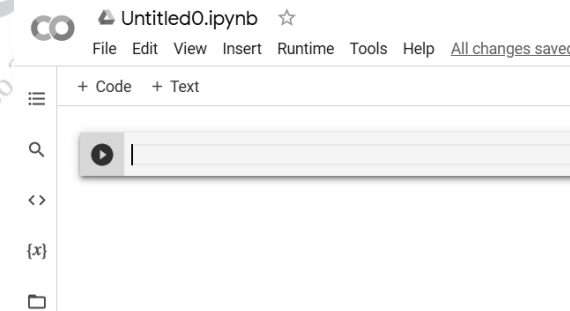 CO Untitled0.ipynb
File Edit View Insert Runtime Tools Help All changes saved
+ Code + Text
<>
{x}